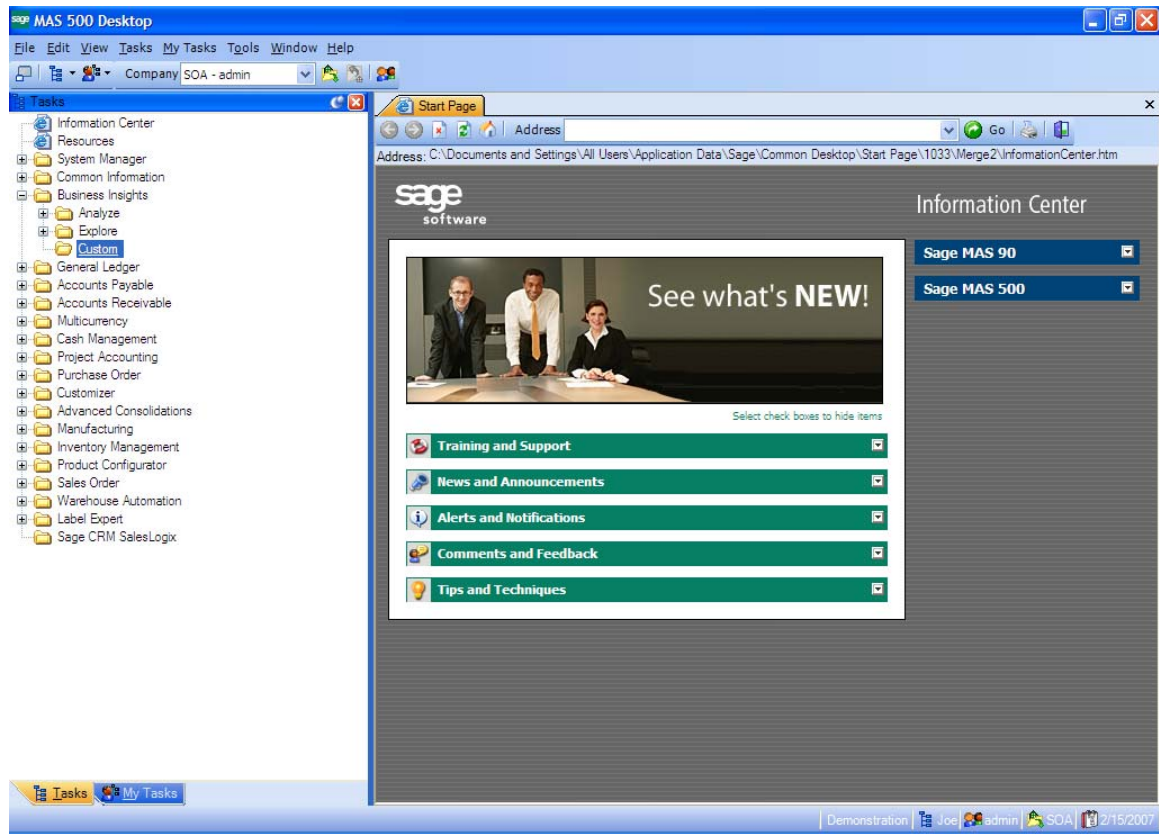 sage MAS 500 Desktop
File Edit View Tasks My Tasks Tools Window Help
Company SOA - admin
Tasks
Information Center
Resources
System Manager
Common Information
Business Insights
Analyze
Explore
Custom
General Ledger
Accounts Payable
Accounts Receivable
Multicurrency
Cash Management
Project Accounting
Purchase Order
Customizer
Advanced Consolidations
Manufacturing
Inventory Management
Product Configurator
Sales Order
Warehouse Automation
Label Expert
Sage CRM SalesLogix
Tasks My Tasks
Start Page
Address Go
Address: C:\Documents and Settings\All Users\Application Data\Sage\Common Desktop\Start Page\1033\Merge2\InformationCenter.htm
sage
software
Information Center
See what's NEW!
Select check boxes to hide items
Training and Support
News and Announcements
Alerts and Notifications
Comments and Feedback
Tips and Techniques
Sage MAS 90
Sage MAS 500
Demonstration Joe admin SOA 2/15/2007